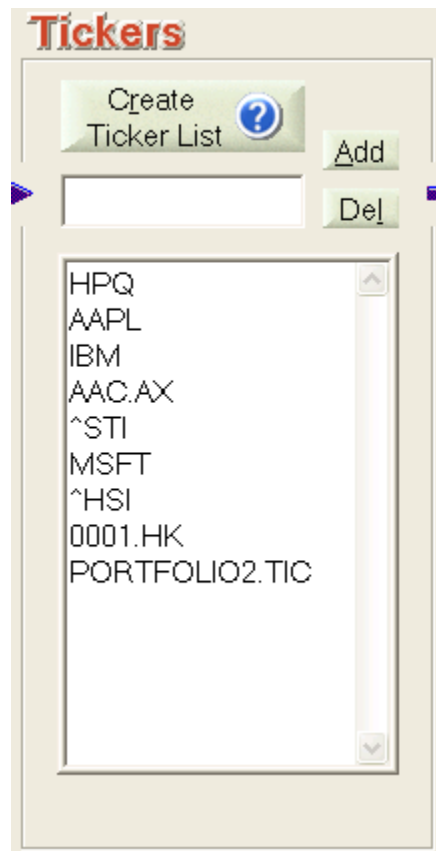 Tickers
Create
Ticker List
Add
Del
HPQ
AAPL
IBM
AAC.AX
^STI
MSFT
^HSI
0001.HK
PORTFOLIO2.TIC